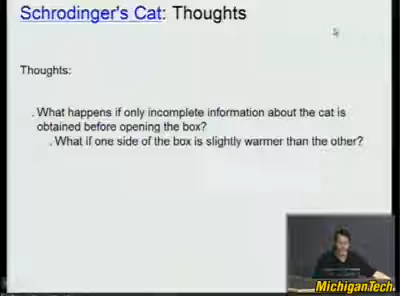 Schrodinger's Cat: Thoughts
Thoughts:
. What happens if only incomplete information about the cat is
obtained before opening the box?
. What if one side of the box is slightly warmer than the other?
MichiganTech